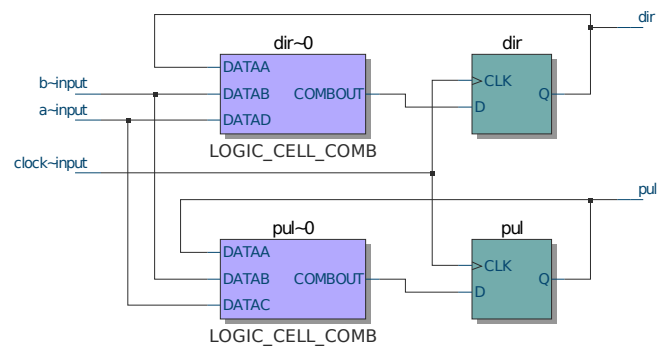 dir
dir~0
dir
DATAA
CLK
b~input
DATAB
COMBOUT
Q
D
a~input
DATAD
LOGIC_CELL_COMB
clock~input
pul
pul~0
pul
DATAA
CLK
DATAB
COMBOUT
Q
D
DATAC
LOGIC_CELL_COMB